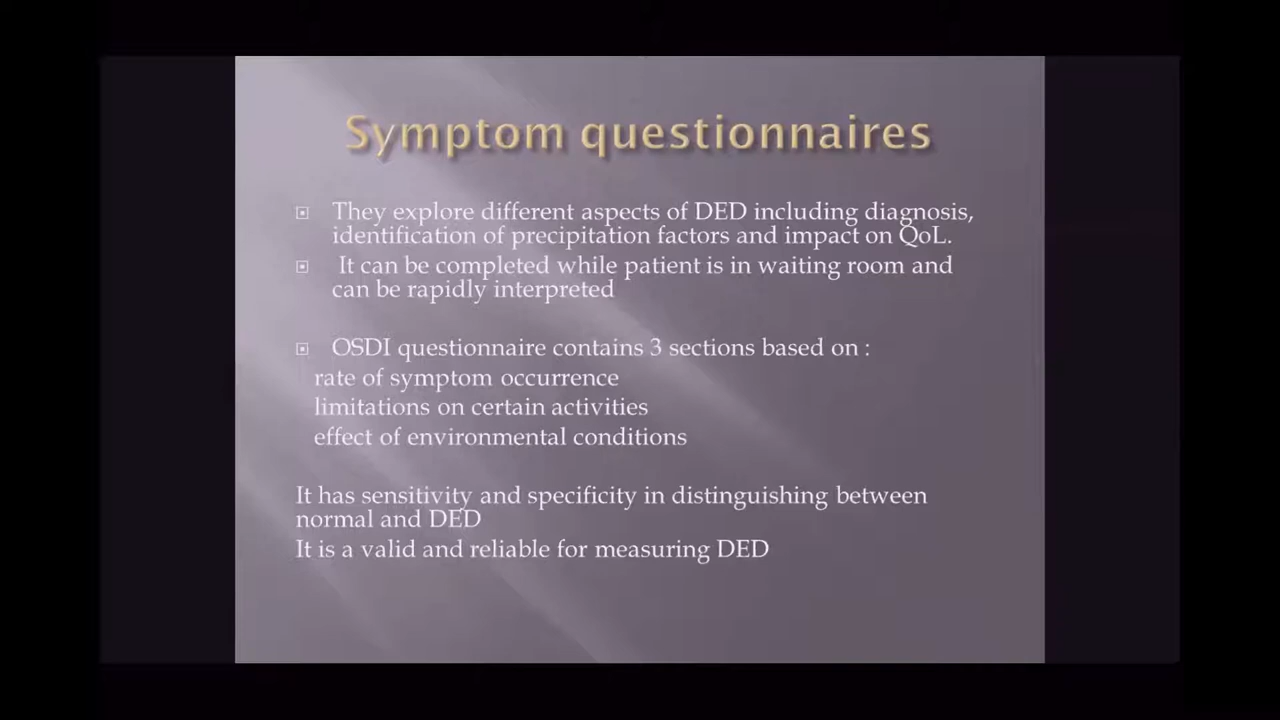 Symptom questionnaires
They explore different aspects of DED including diagnosis,
identification of precipitation factors and impact on QoL.
It can be completed while patient is in waiting room and
can be rapidly interpreted
OSDI questionnaire contains 3 sections based on :
rate of symptom occurrence
limitations on certain activities
effect of environmental conditions
It has sensitivity and specificity in distinguishing between
normal and DED
It is a valid and reliable for measuring DED